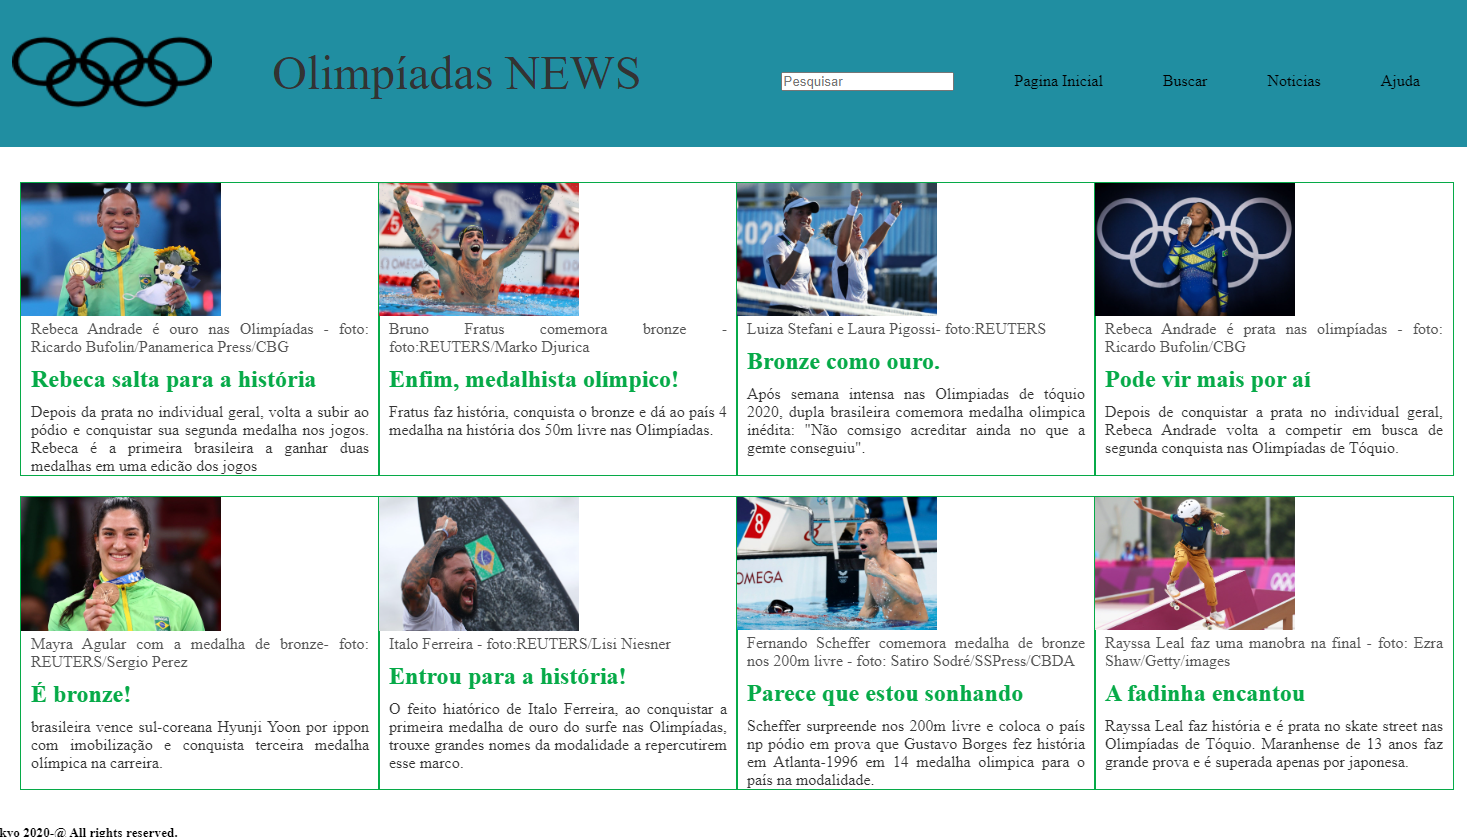 Olimpíadas NEWS
Pesquisar
Pagina Inicial
Buscar
Noticias
Ajuda
Rebeca Andrade é ouro nas Olimpíadas - foto:
Ricardo Bufolin/Panamerica Press/CBG
Rebeca salta para a história
Depois da prata no individual geral, volta a subir ao
pódio e conquistar sua segunda medalha nos jogos.
Rebeca é a primeira brasileira a ganhar duas
medalhas em uma edicão dos jogos
OMEGA
Bruno Fratus comemora bronze -
foto:REUTERS/Marko Djurica
Enfim, medalhista olímpico!
Fratus faz história, conquista o bronze e dá ao país 4
medalha na história dos 50m livre nas Olimpíadas.
2020
Luiza Stefani e Laura Pigossi- foto:REUTERS
Bronze como ouro.
Após semana intensa nas Olimpiadas de tóquio
2020, dupla brasileira comemora medalha olimpica
inédita: "Não comsigo acreditar ainda no que a
gemte conseguiu".
Rebeca Andrade é prata nas olimpíadas - foto:
Ricardo Bufolin/CBG
Pode vir mais por aí
Depois de conquistar a prata no individual geral,
Rebeca Andrade volta a competir em busca de
segunda conquista nas Olimpíadas de Tóquio.
Mayra Agular com a medalha de bronze- foto:
REUTERS/Sergio Perez
É bronze!
brasileira vence sul-coreana Hyunji Yoon por ippon
com imobilização e conquista terceira medalha
olímpica na carreira.
Italo Ferreira - foto:REUTERS/Lisi Niesner
Entrou para a história!
O feito hiatórico de Italo Ferreira, ao conquistar a
primeira medalha de ouro do surfe nas Olimpíadas,
trouxe grandes nomes da modalidade a repercutirem
esse marco.
8
OMEGA
Fernando Scheffer comemora medalha de bronze
nos 200m livre - foto: Satiro Sodré/SSPress/CBDA
Parece que estou sonhando
Scheffer surpreende nos 200m livre e coloca o país
np pódio em prova que Gustavo Borges fez história
em Atlanta-1996 em 14 medalha olimpica para o
país na modalidade.
Rayssa Leal faz uma manobra na final - foto: Ezra
Shaw/Getty/images
A fadinha encantou
Rayssa Leal faz história e é prata no skate street nas
Olimpíadas de Tóquio. Maranhense de 13 anos faz
grande prova e é superada apenas por japonesa.
kyo 2020-@ All rights reserved.